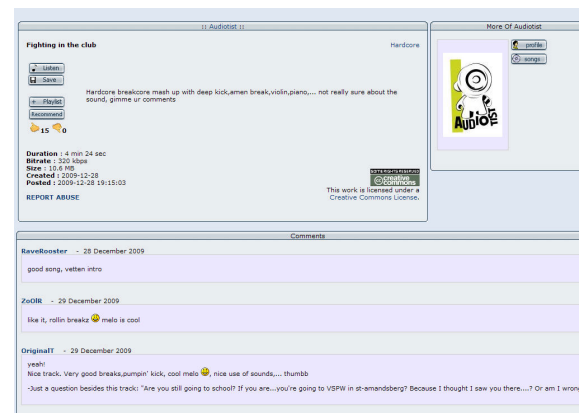 :: Audiotist ::
More Of Audiotist
Fighting in the club
Hardcore
profile
songs
Listen
Save
Hardcore breakcore mash up with deep kick,amen break,violin,piano,... not really sure about the
sound, gimme ur comments
+ Playlist
Recommend
15 0
AUDIOTIST
Duration : 4 min 24 sec
Bitrate : 320 kbps
Size : 10.6 MB
Created : 2009-12-28
Posted : 2009-12-28 19:15:03
SOME RIGHTS RESERVED
creative commons
This work is licensed under a
Creative Commons License.
REPORT ABUSE
Comments
RaveRooster - 28 December 2009
good song, vetten intro
ZoOlR - 29 December 2009
like it, rollin breakz melo is cool
OriginalT - 29 December 2009
yeah!
Nice track. Very good breaks,pumpin' kick, cool melo , nice use of sounds,... thumbb
-Just a question besides this track: "Are you still going to school? If you are...you're going to VSPW in st-amandsberg? Because I thought I saw you there....? Or am I wrong